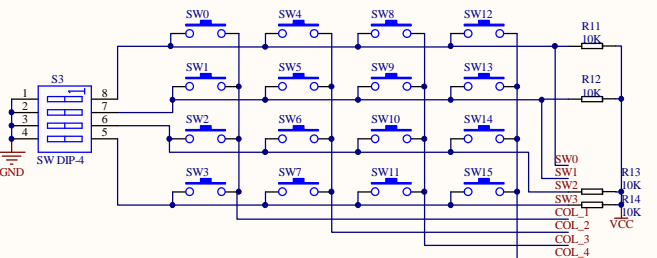 SW0 SW4 SW8 SW12
R11
10K
SW1 SW5 SW9 SW13
R12
10K
S3
1
1 8
2 7
3 6
4 5
SW DIP-4
GND
SW2 SW6 SW10 SW14
SW3 SW7 SW11 SW15
SW0
SW1
SW2
SW3
COL_1
COL_2
COL_3
COL_4
R13
10K
R14
10K
VCC